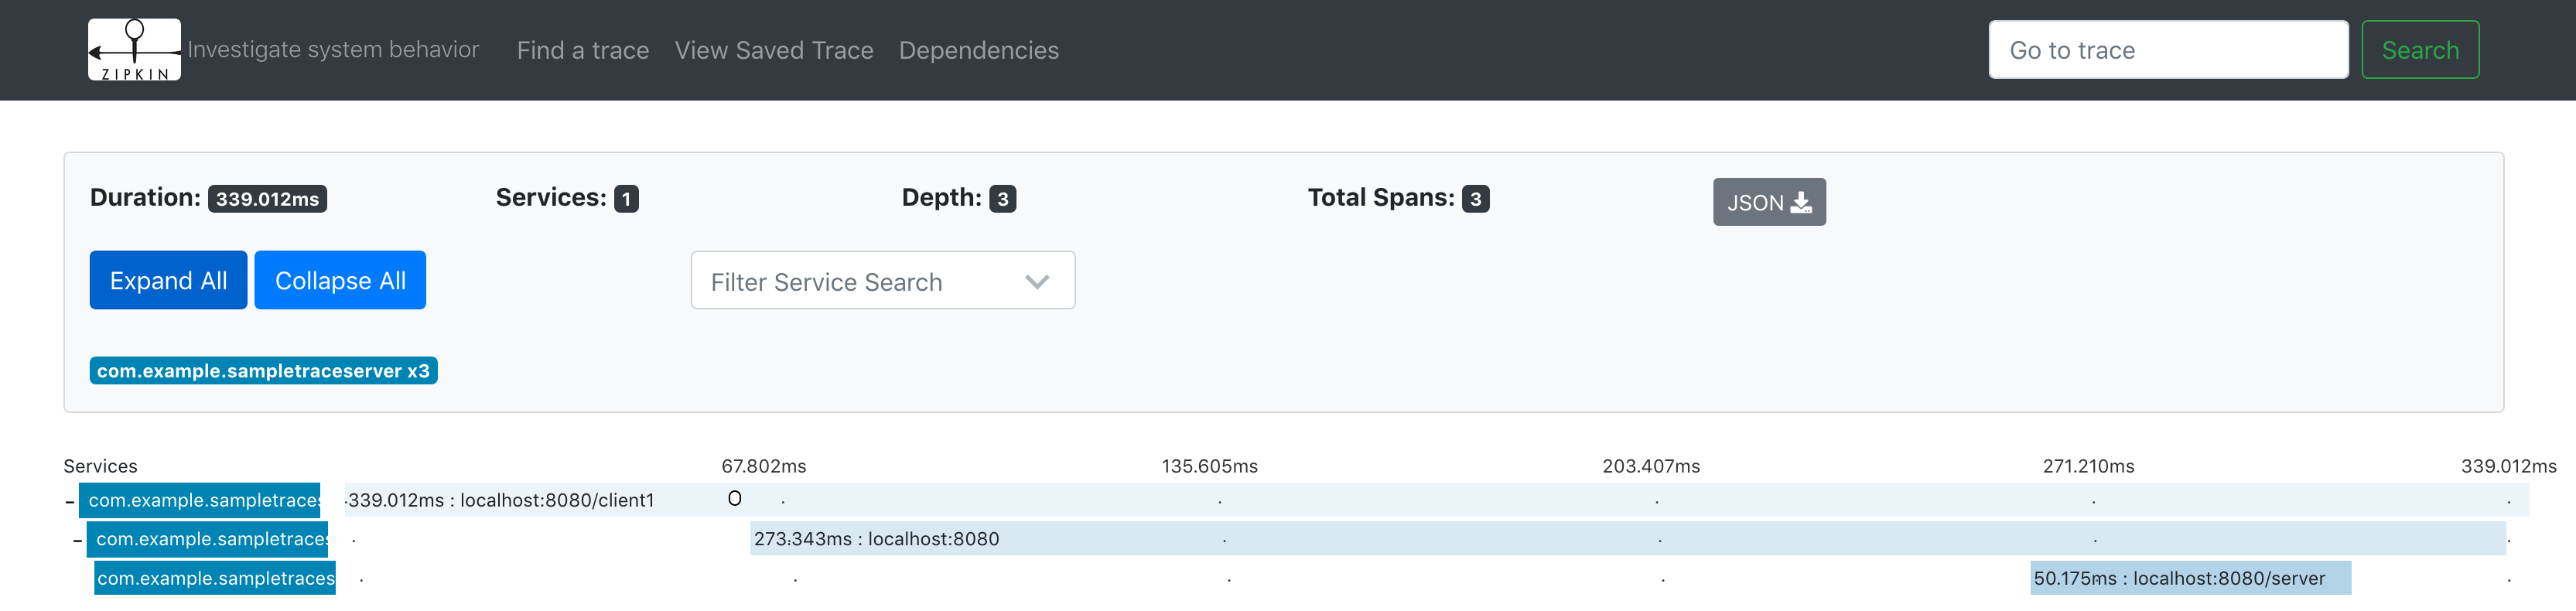 ZIPKIN Investigate system behavior Find a trace View Saved Trace Dependencies Go to trace Search
Duration: 339.012ms Services: 1 Depth: 3 Total Spans: 3 JSON
Expand All Collapse All Filter Service Search
com.example.sampletraceserver x3
Services 67.802ms 135.605ms 203.407ms 271.210ms 339.012ms
- com.example.sampletraces 339.012ms : localhost:8080/client1
- com.example.sampletraces 273.343ms : localhost:8080
com.example.sampletraces 50.175ms : localhost:8080/server